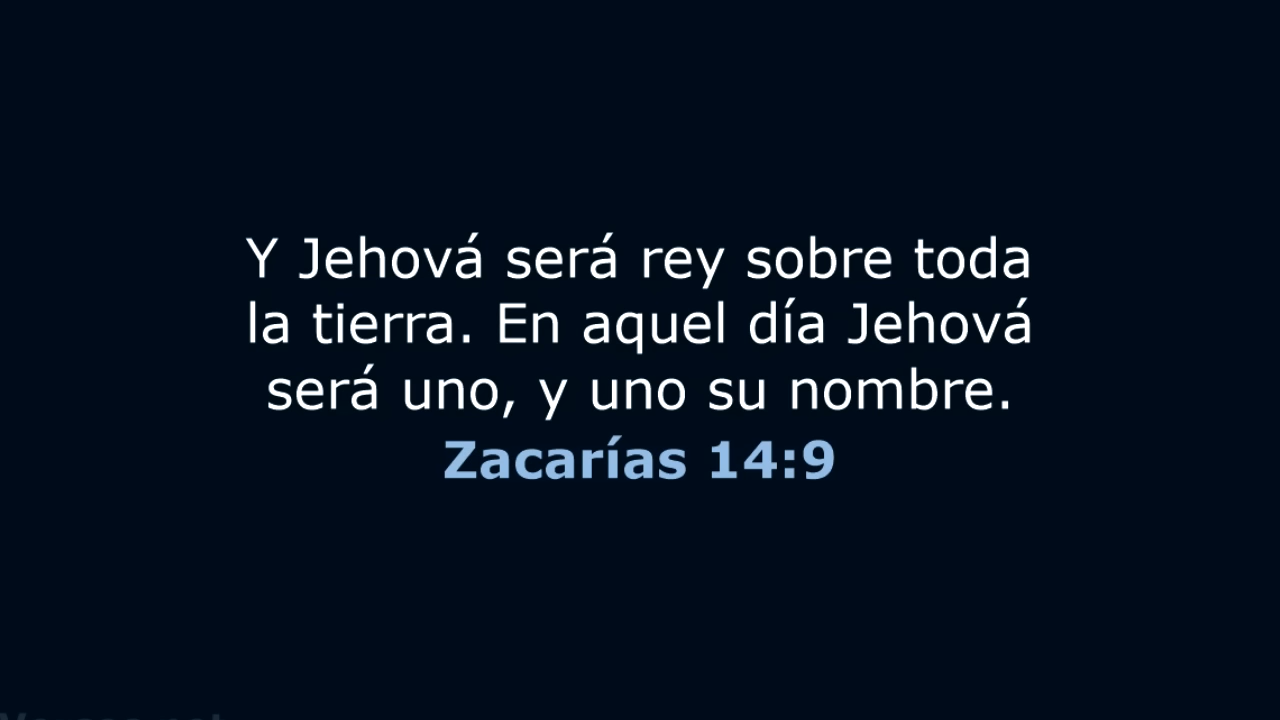 Y Jehová será rey sobre toda
la tierra. En aquel día Jehová
será uno, y uno su nombre.
Zacarías 14:9